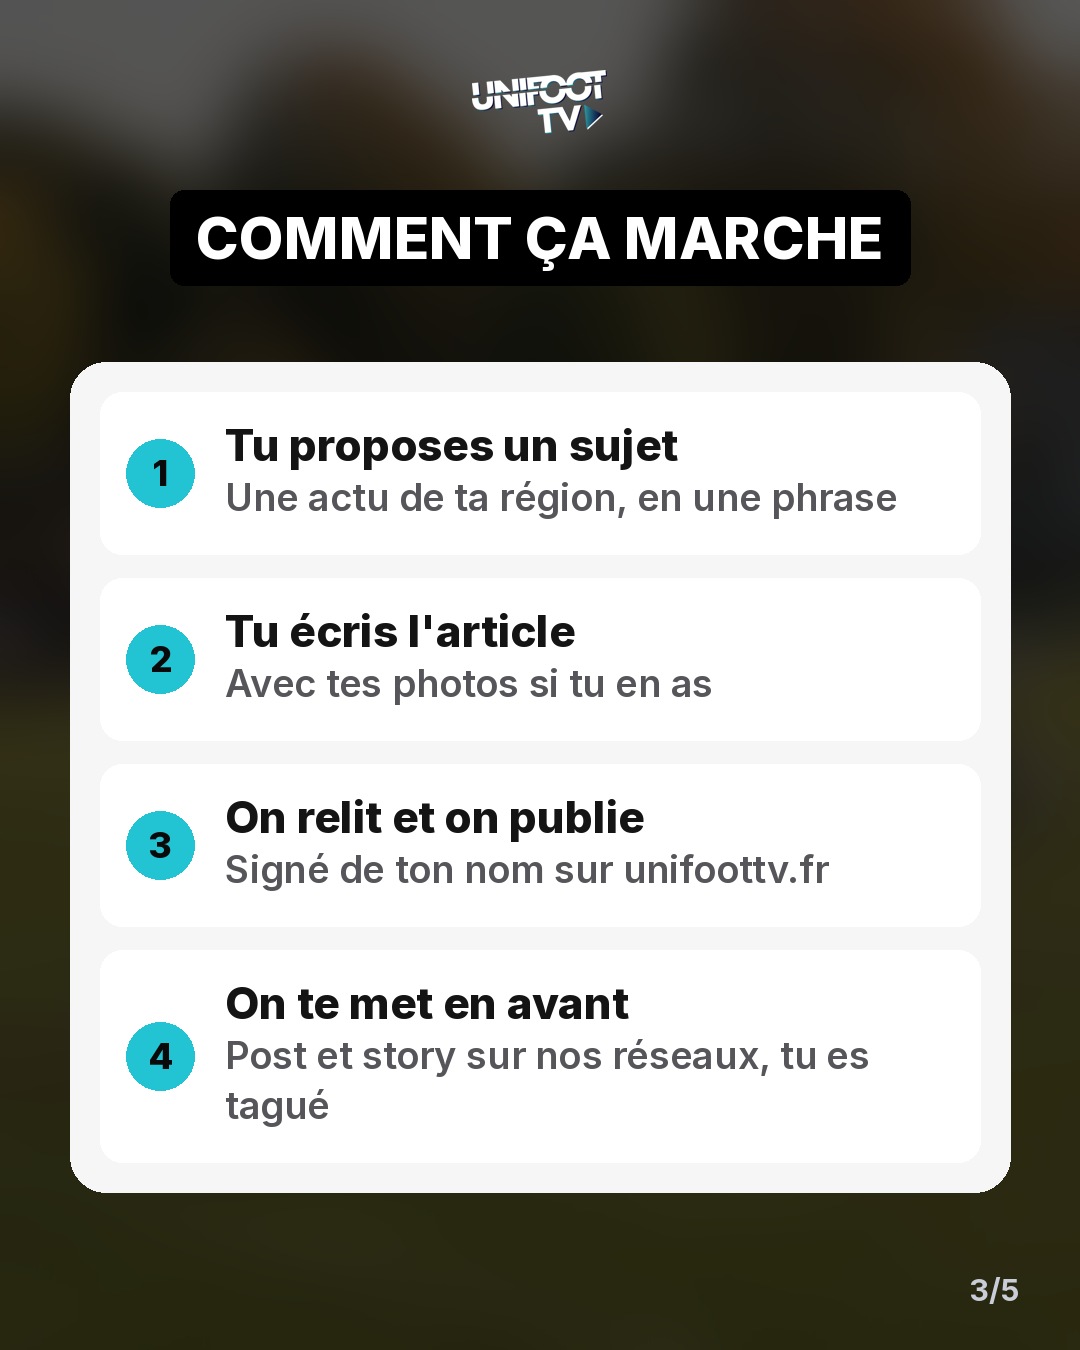 UNIFOOT
TV
COMMENT ÇA MARCHE
1
Tu proposes un sujet
Une actu de ta région, en une phrase
2
Tu écris l'article
Avec tes photos si tu en as
3
On relit et on publie
Signé de ton nom sur unifoottv.fr
4
On te met en avant
Post et story sur nos réseaux, tu es
tagué
3/5